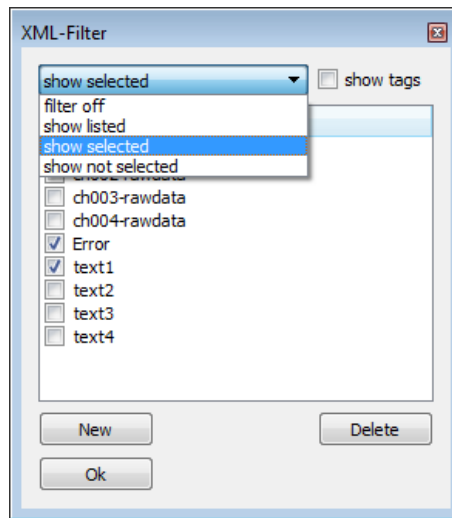 XML-Filter
show selected
show tags
filter off
show listed
show selected
show not selected
ch003-rawdata
ch004-rawdata
Error
text1
text2
text3
text4
New
Delete
Ok